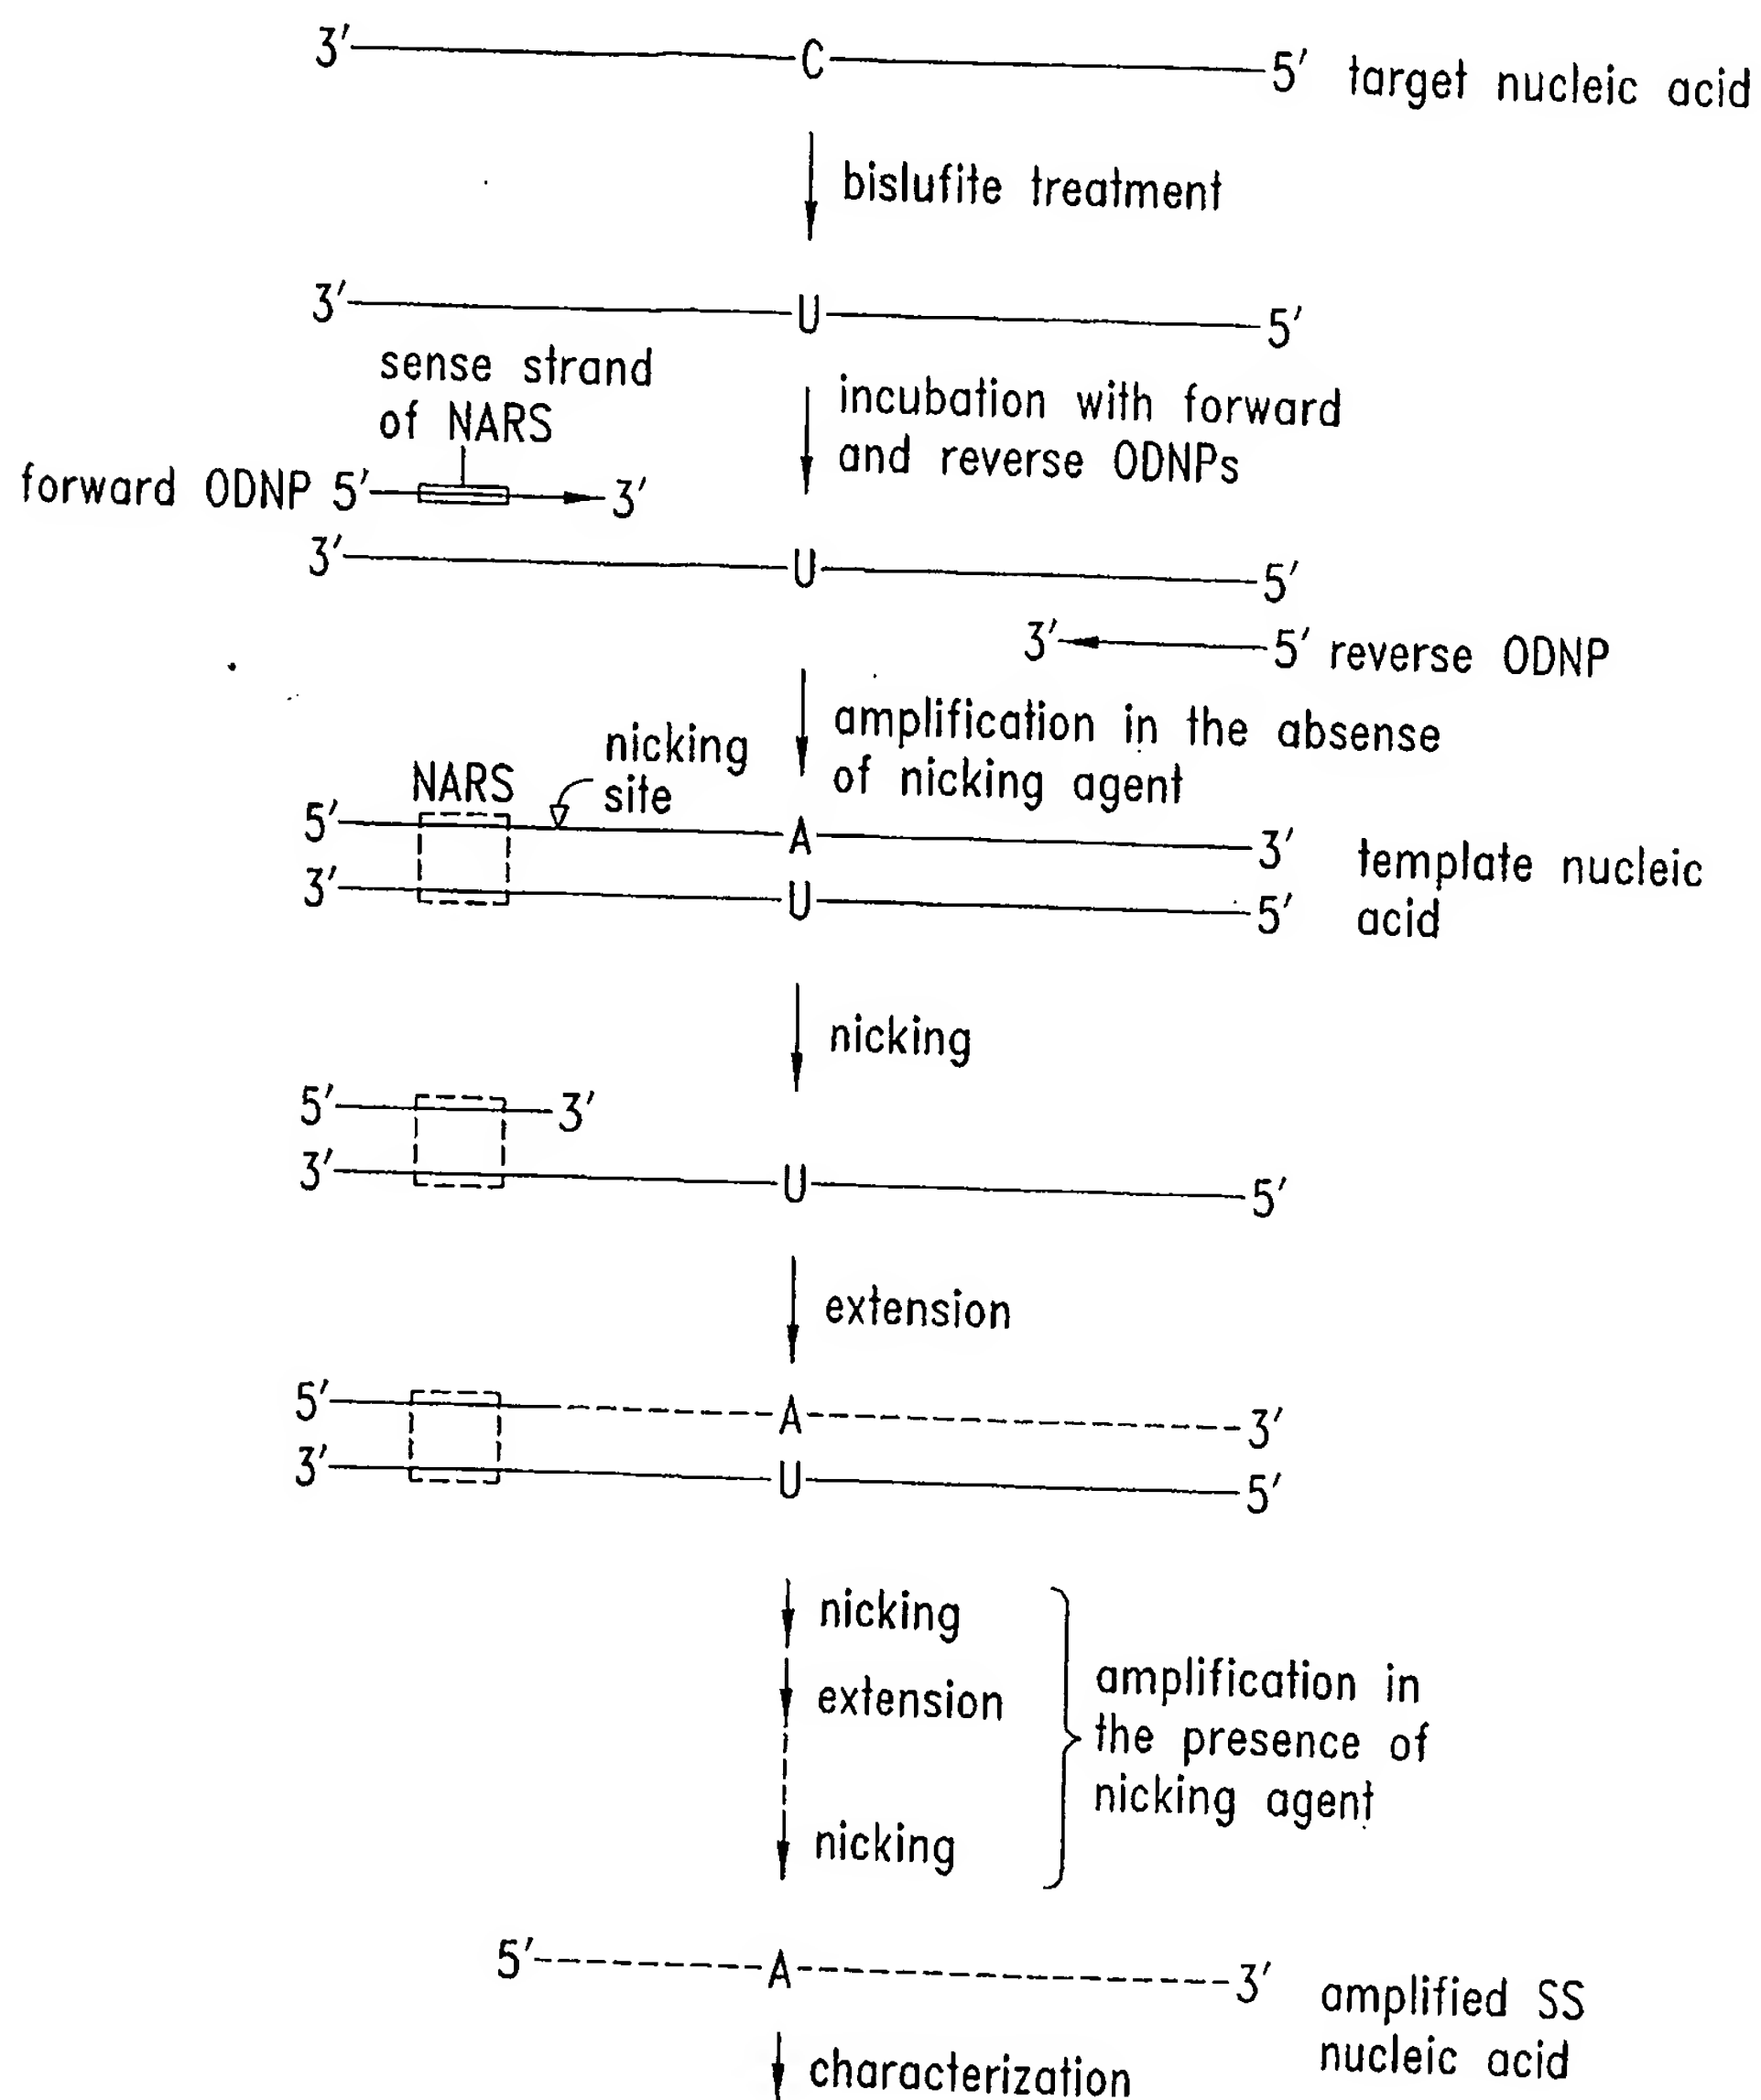 3′ C 5′ target nucleic acid
bislufite treatment
3′ U 5′
sense strand
of NARS
incubation with forward
and reverse ODNPs
forward ODNP 5′ 3′
3′ U 5′
3′ 5′ reverse ODNP
amplification in the absense
of nicking agent
nicking
site
NARS
5′ A 3′
3′ U 5′
template nucleic
acid
nicking
5′ 3′
3′ U 5′
extension
5′ A 3′
3′ U 5′
nicking
extension
nicking
amplification in
the presence of
nicking agent
5′ A 3′
amplified SS
nucleic acid
characterization